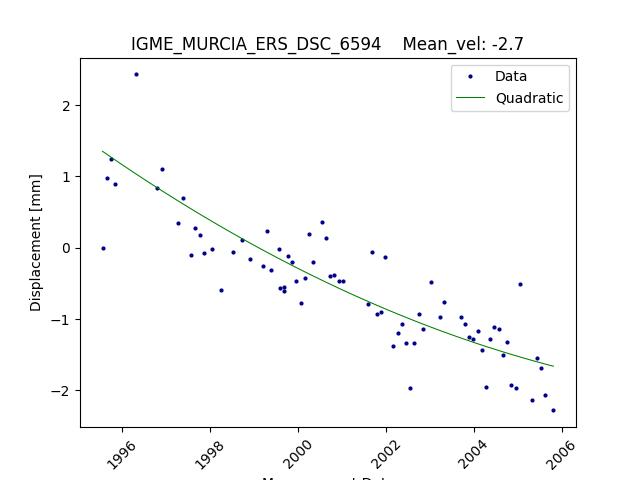 IGME_MURCIA_ERS_DSC_6594    Mean_vel: -2.7
Data
Quadratic
Displacement [mm]
2
1
0
−1
−2
1996
1998
2000
2002
2004
2006